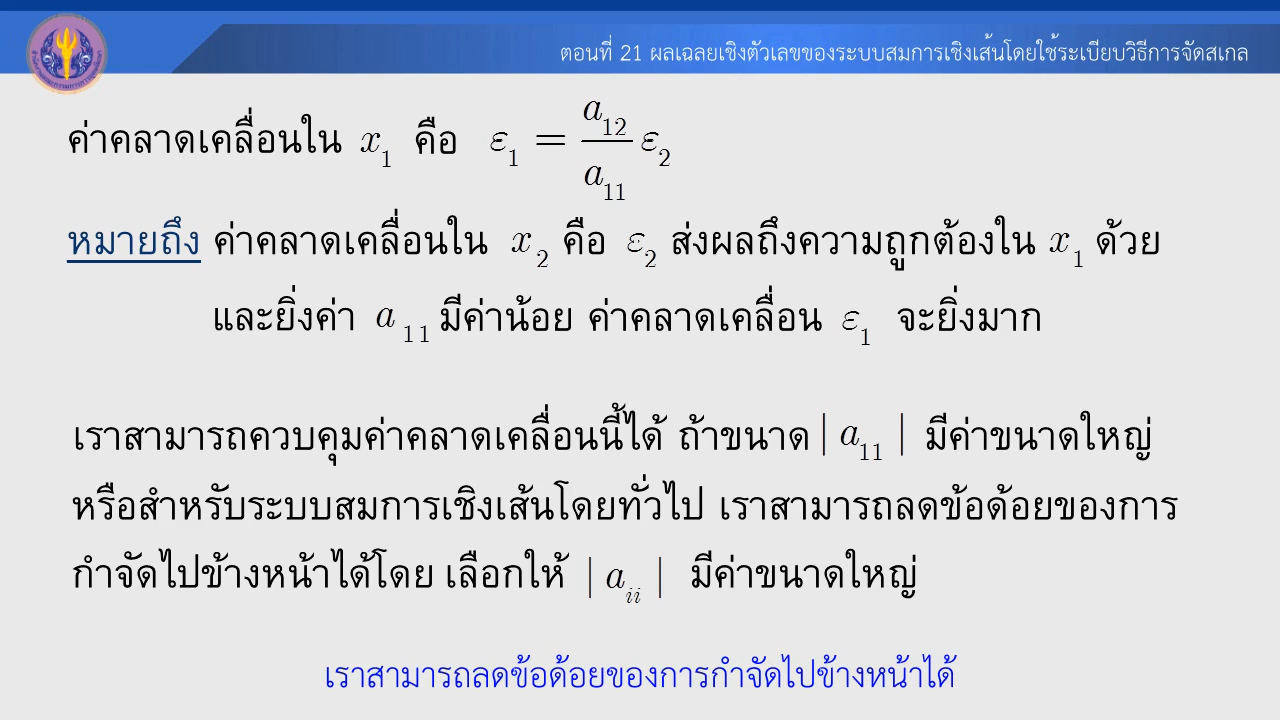 ตอนที่ 21 ผลเฉลยเชิงตัวเลขของระบบสมการเชิงเส้นโดยใช้ระเบียบวิธีการจัดสเกล
ค่าคลาดเคลื่อนใน x₁ คือ ε₁ = a₁₂/a₁₁ ε₂
หมายถึง ค่าคลาดเคลื่อนใน x₂ คือ ε₂ ส่งผลถึงความถูกต้องใน x₁ ด้วย
และยิ่งค่า a₁₁ มีค่าน้อย ค่าคลาดเคลื่อน ε₁ จะยิ่งมาก
เราสามารถควบคุมค่าคลาดเคลื่อนนี้ได้ ถ้าขนาด | a₁₁ | มีค่าขนาดใหญ่
หรือสำหรับระบบสมการเชิงเส้นโดยทั่วไป เราสามารถลดข้อด้อยของการ
กำจัดไปข้างหน้าได้โดย เลือกให้ | aᵢᵢ | มีค่าขนาดใหญ่
เราสามารถลดข้อด้อยของการกำจัดไปข้างหน้าได้